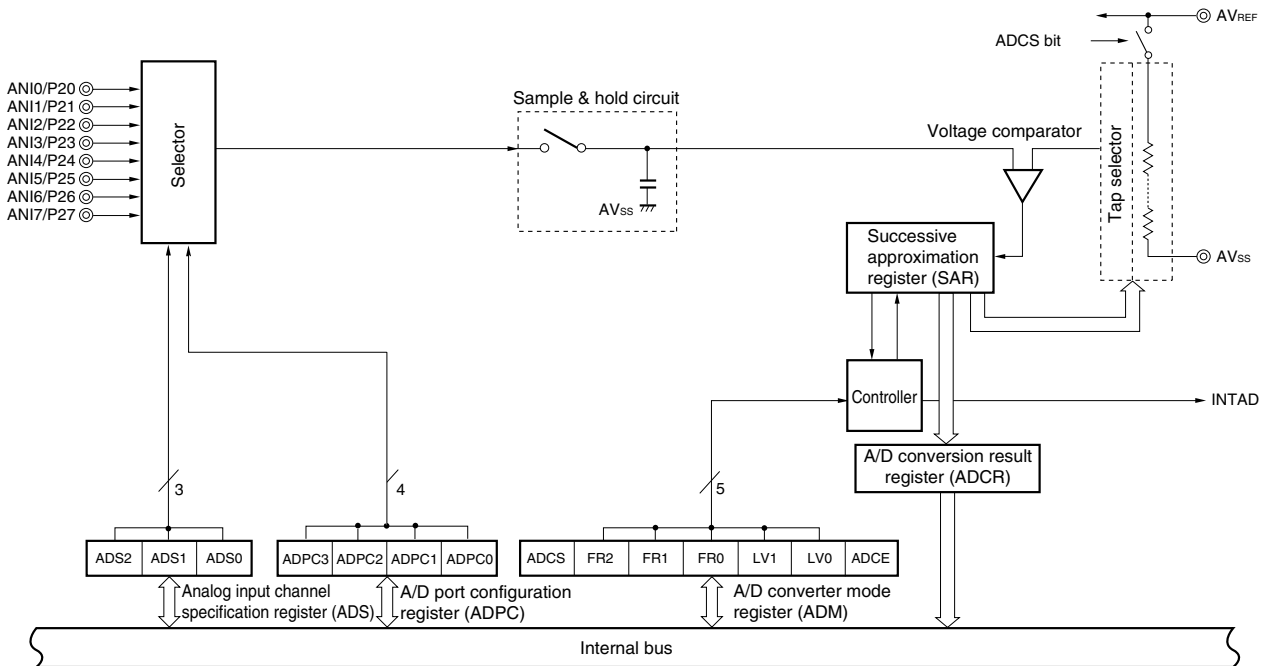 AVREF
ADCS bit
ANI0/P20
ANI1/P21
ANI2/P22
ANI3/P23
ANI4/P24
ANI5/P25
ANI6/P26
ANI7/P27
Selector
Sample & hold circuit
AVSS
Voltage comparator
Tap selector
AVSS
Successive
approximation
register (SAR)
Controller
INTAD
A/D conversion result
register (ADCR)
3
4
5
ADS2 ADS1 ADS0
ADPC3 ADPC2 ADPC1 ADPC0
ADCS FR2 FR1 FR0 LV1 LV0 ADCE
Analog input channel
specification register (ADS)
A/D port configuration
register (ADPC)
A/D converter mode
register (ADM)
Internal bus